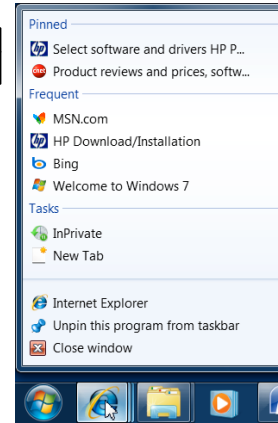 Pinned
Select software and drivers HP P...
Product reviews and prices, softw...
Frequent
MSN.com
HP Download/Installation
Bing
Welcome to Windows 7
Tasks
InPrivate
New Tab
Internet Explorer
Unpin this program from taskbar
Close window